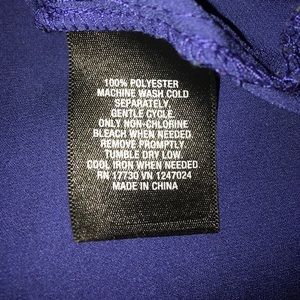 100% POLYESTER
MACHINE WASH COLD
SEPARATELY.
GENTLE CYCLE.
ONLY NON-CHLORINE
BLEACH WHEN NEEDED.
REMOVE PROMPTLY.
TUMBLE DRY LOW.
COOL IRON WHEN NEEDED.
RN 17730 VN 1247024
MADE IN CHINA